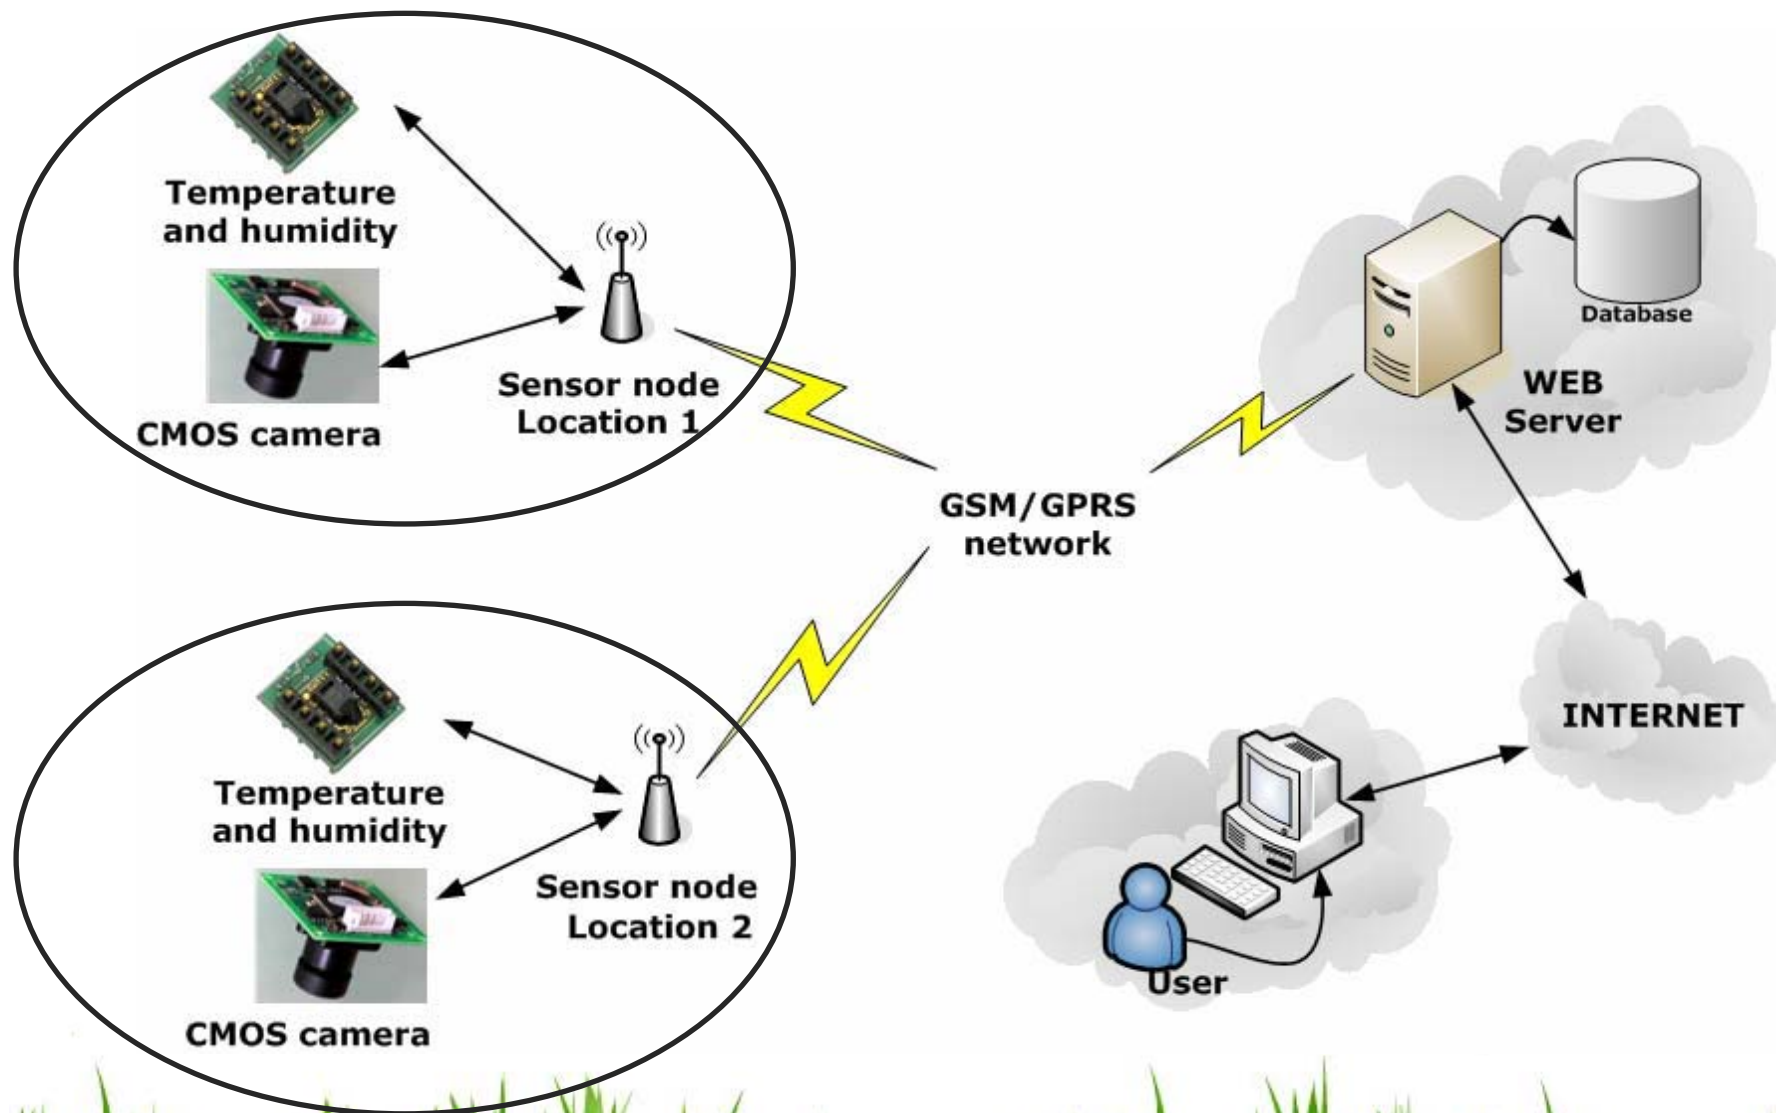 Temperature
and humidity
CMOS camera
Sensor node
Location 1
GSM/GPRS
network
Database
WEB
Server
INTERNET
User
Temperature
and humidity
CMOS camera
Sensor node
Location 2